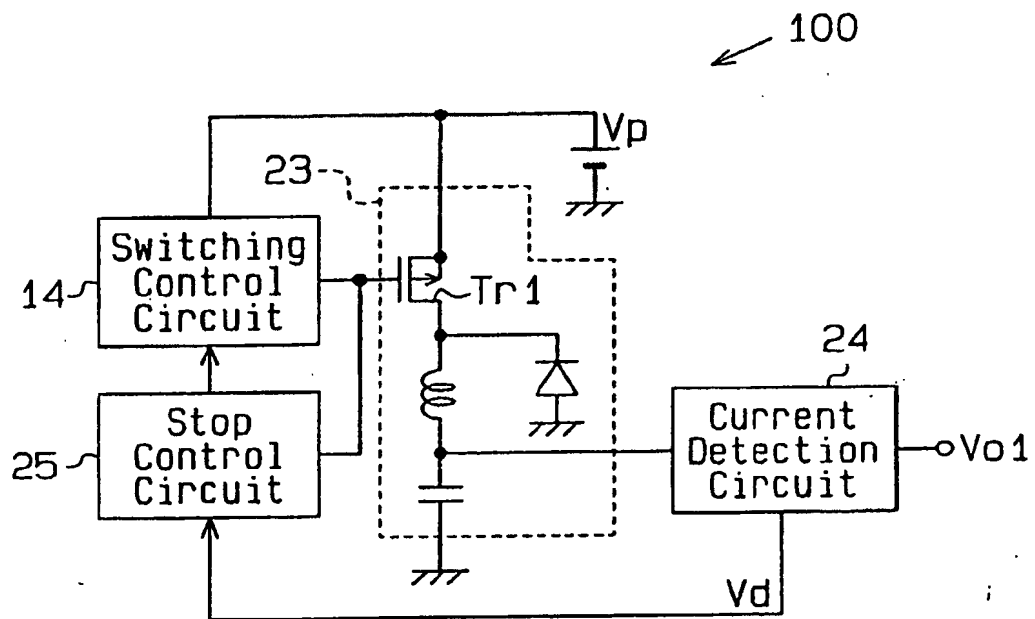 100
Vp
23
Switching
Control
Circuit
14
Tr1
24
Stop
Control
Circuit
25
Current
Detection
Circuit
Vo1
Vd